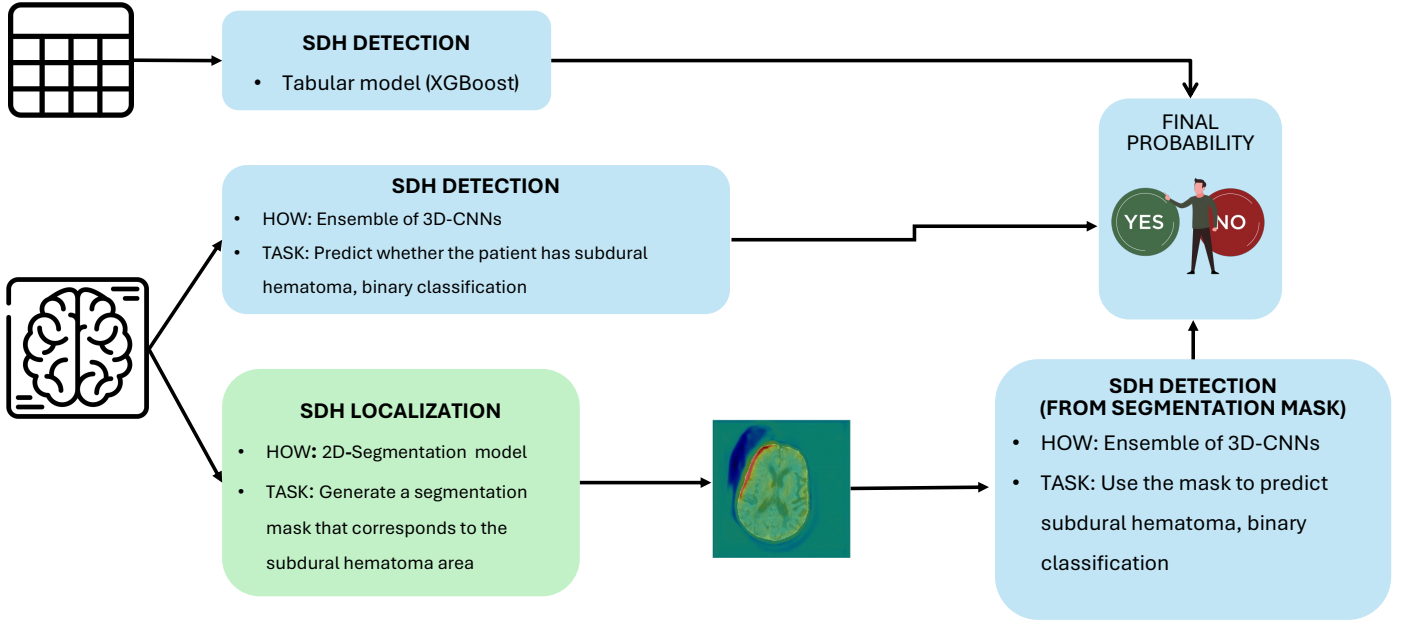 SDH DETECTION
• Tabular model (XGBoost)
FINAL
PROBABILITY
YES
NO
SDH DETECTION
• HOW: Ensemble of 3D-CNNs
• TASK: Predict whether the patient has subdural
hematoma, binary classification
SDH LOCALIZATION
• HOW: 2D-Segmentation model
• TASK: Generate a segmentation
mask that corresponds to the
subdural hematoma area
SDH DETECTION
(FROM SEGMENTATION MASK)
• HOW: Ensemble of 3D-CNNs
• TASK: Use the mask to predict
subdural hematoma, binary
classification